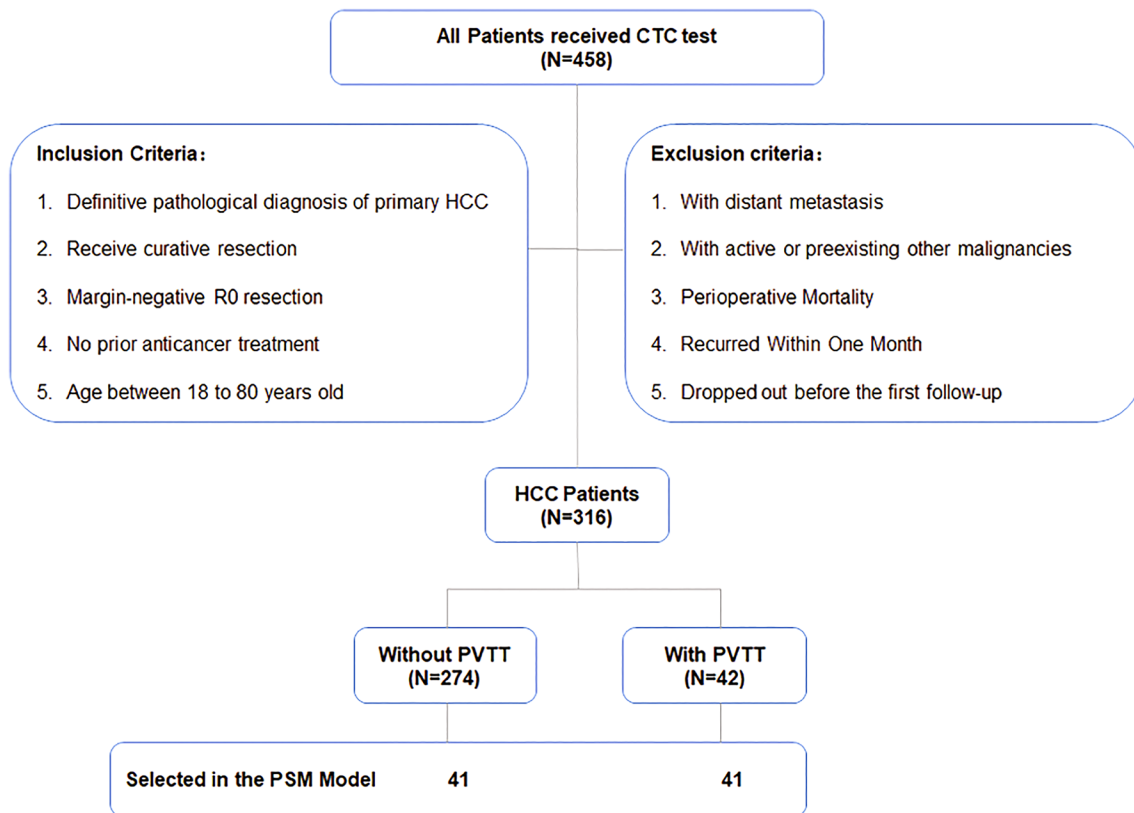 All Patients received CTC test
(N=458)
Inclusion Criteria：
1. Definitive pathological diagnosis of primary HCC
2. Receive curative resection
3. Margin-negative R0 resection
4. No prior anticancer treatment
5. Age between 18 to 80 years old
Exclusion criteria：
1. With distant metastasis
2. With active or preexisting other malignancies
3. Perioperative Mortality
4. Recurred Within One Month
5. Dropped out before the first follow-up
HCC Patients
(N=316)
Without PVTT
(N=274)
With PVTT
(N=42)
Selected in the PSM Model 41 41